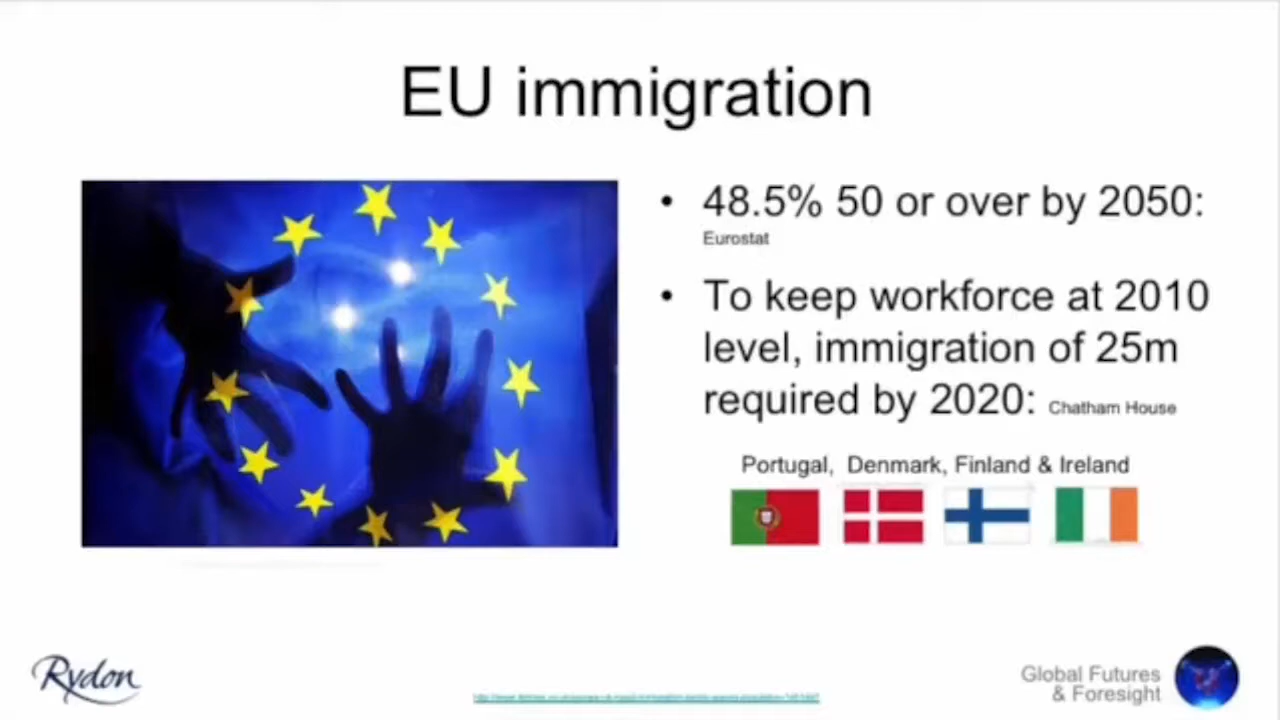 EU immigration
• 48.5% 50 or over by 2050:
Eurostat
• To keep workforce at 2010
level, immigration of 25m
required by 2020: Chatham House
Portugal, Denmark, Finland & Ireland
Rydon
Global Futures
& Foresight